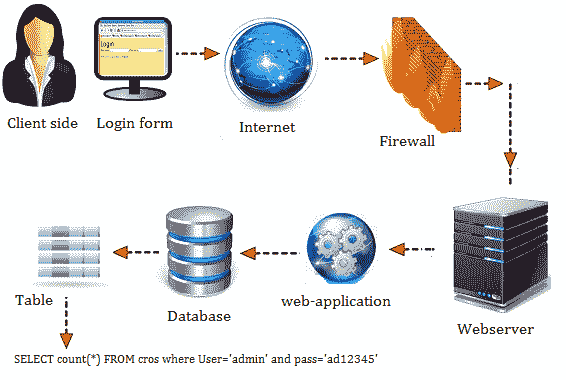 Login
Client side
Login form
Internet
Firewall
Table
Database
web-application
Webserver
SELECT count(*) FROM cros where User='admin' and pass='ad12345'